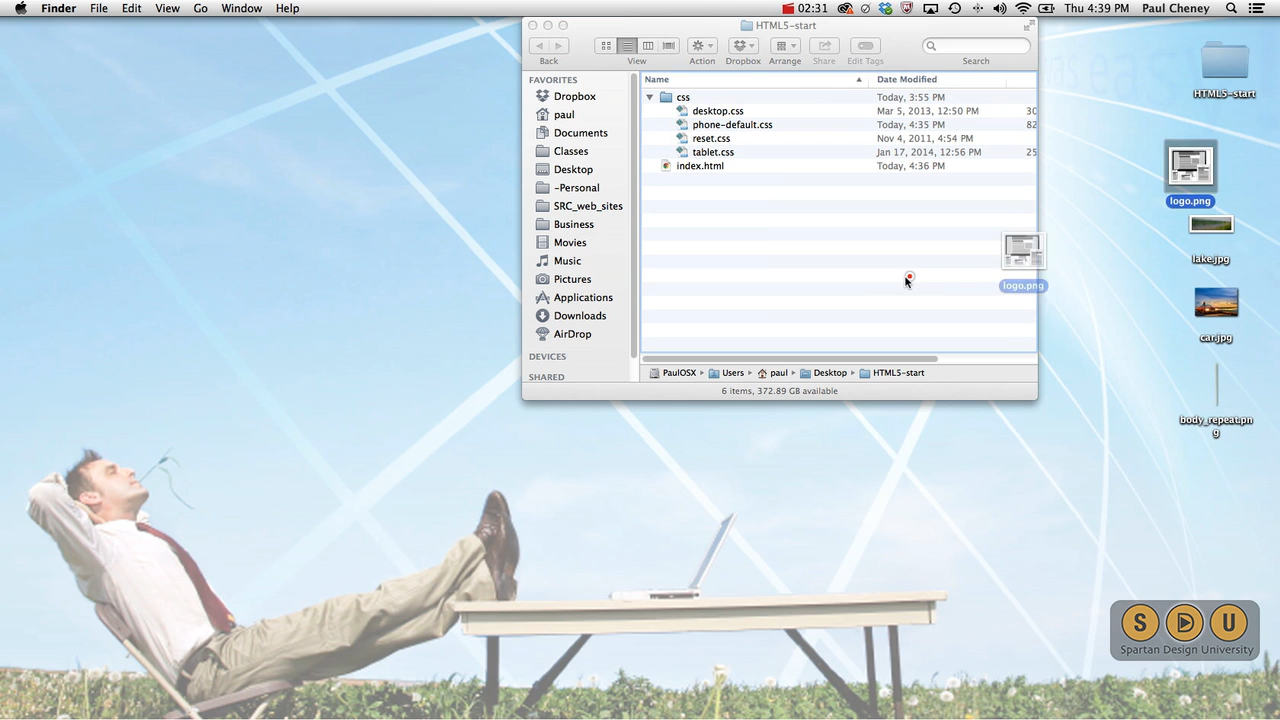 Finder File Edit View Go Window Help 02:31 Thu 4:39 PM Paul Cheney
HTML5-start
Back View Action Dropbox Arrange Share Edit Tags Search
FAVORITES
Dropbox
paul
Documents
Classes
Desktop
-Personal
SRC_web_sites
Business
Movies
Music
Pictures
Applications
Downloads
AirDrop
DEVICES
SHARED
Name Date Modified
css Today, 3:55 PM
desktop.css Mar 5, 2013, 12:50 PM 30
phone-default.css Today, 4:35 PM 82
reset.css Nov 4, 2011, 4:54 PM
tablet.css Jan 17, 2014, 12:56 PM 25
index.html Today, 4:36 PM
logo.png
PaulOSX Users paul Desktop HTML5-start
6 items, 372.89 GB available
HTML5-start
logo.png
lake.jpg
car.jpg
body_repeat.pn
g
S D U
Spartan Design University